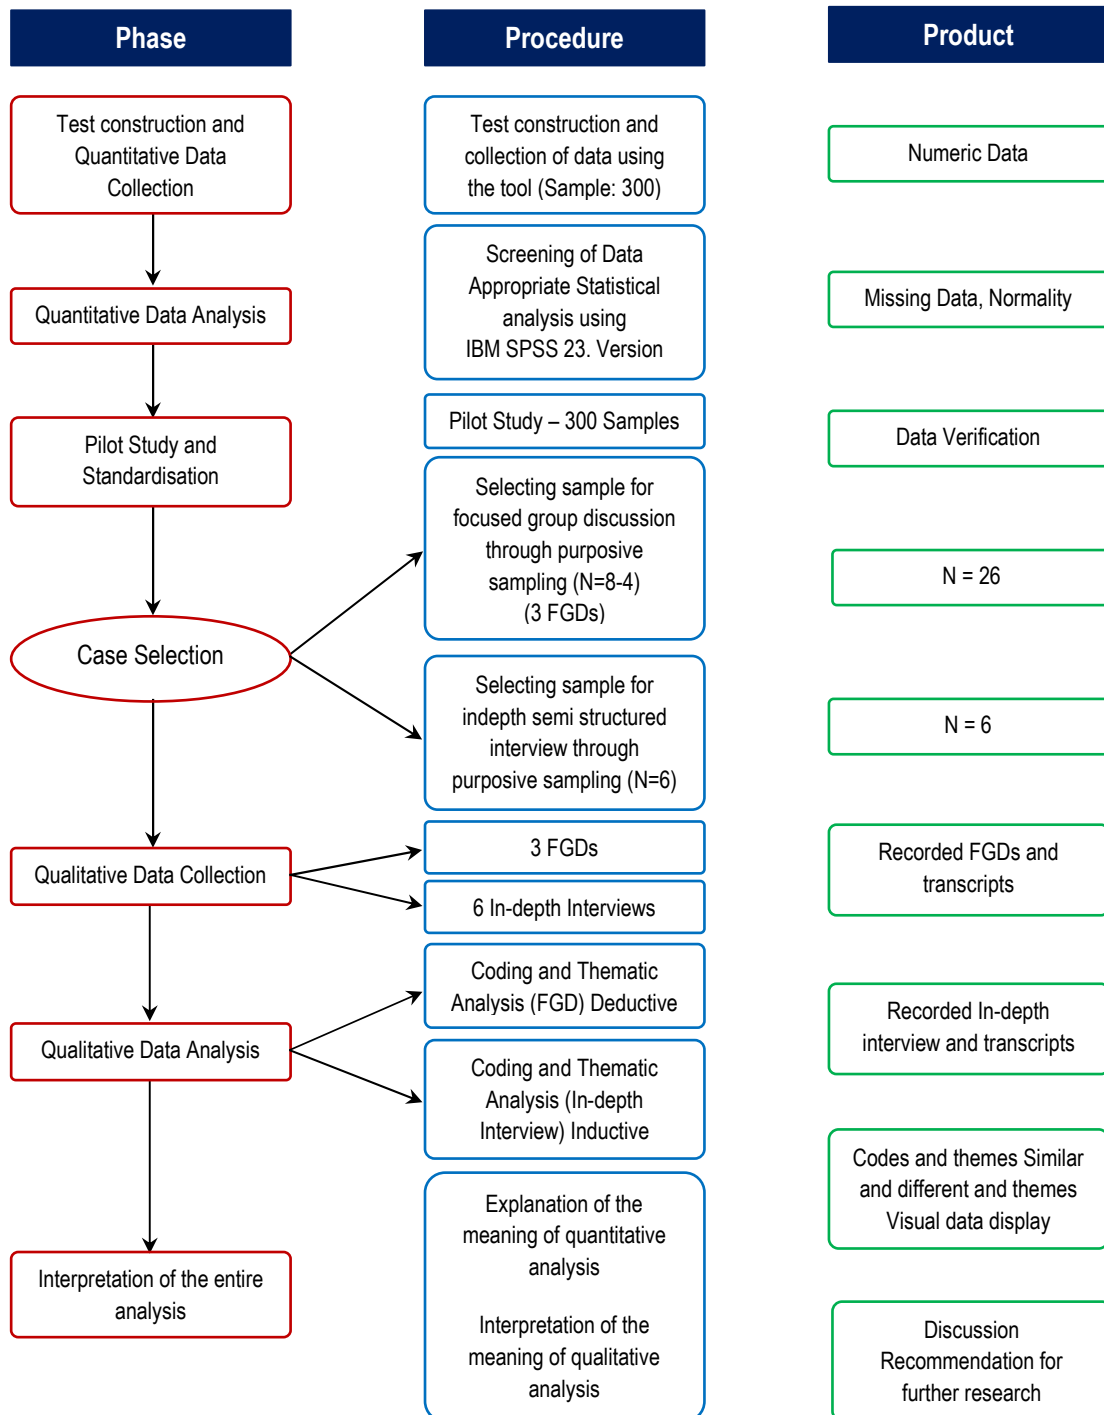 Phase
Procedure
Product
Test construction and
Quantitative Data
Collection
Test construction and
collection of data using
the tool (Sample: 300)
Numeric Data
Quantitative Data Analysis
Screening of Data
Appropriate Statistical
analysis using
IBM SPSS 23. Version
Missing Data, Normality
Pilot Study and
Standardisation
Pilot Study – 300 Samples
Data Verification
Case Selection
Selecting sample for
focused group discussion
through purposive
sampling (N=8-4)
(3 FGDs)
N = 26
Selecting sample for
indepth semi structured
interview through
purposive sampling (N=6)
N = 6
Qualitative Data Collection
3 FGDs
6 In-depth Interviews
Recorded FGDs and
transcripts
Qualitative Data Analysis
Coding and Thematic
Analysis (FGD) Deductive
Coding and Thematic
Analysis (In-depth
Interview) Inductive
Recorded In-depth
interview and transcripts
Codes and themes Similar
and different and themes
Visual data display
Interpretation of the entire
analysis
Explanation of the
meaning of quantitative
analysis
Interpretation of the
meaning of qualitative
analysis
Discussion
Recommendation for
further research